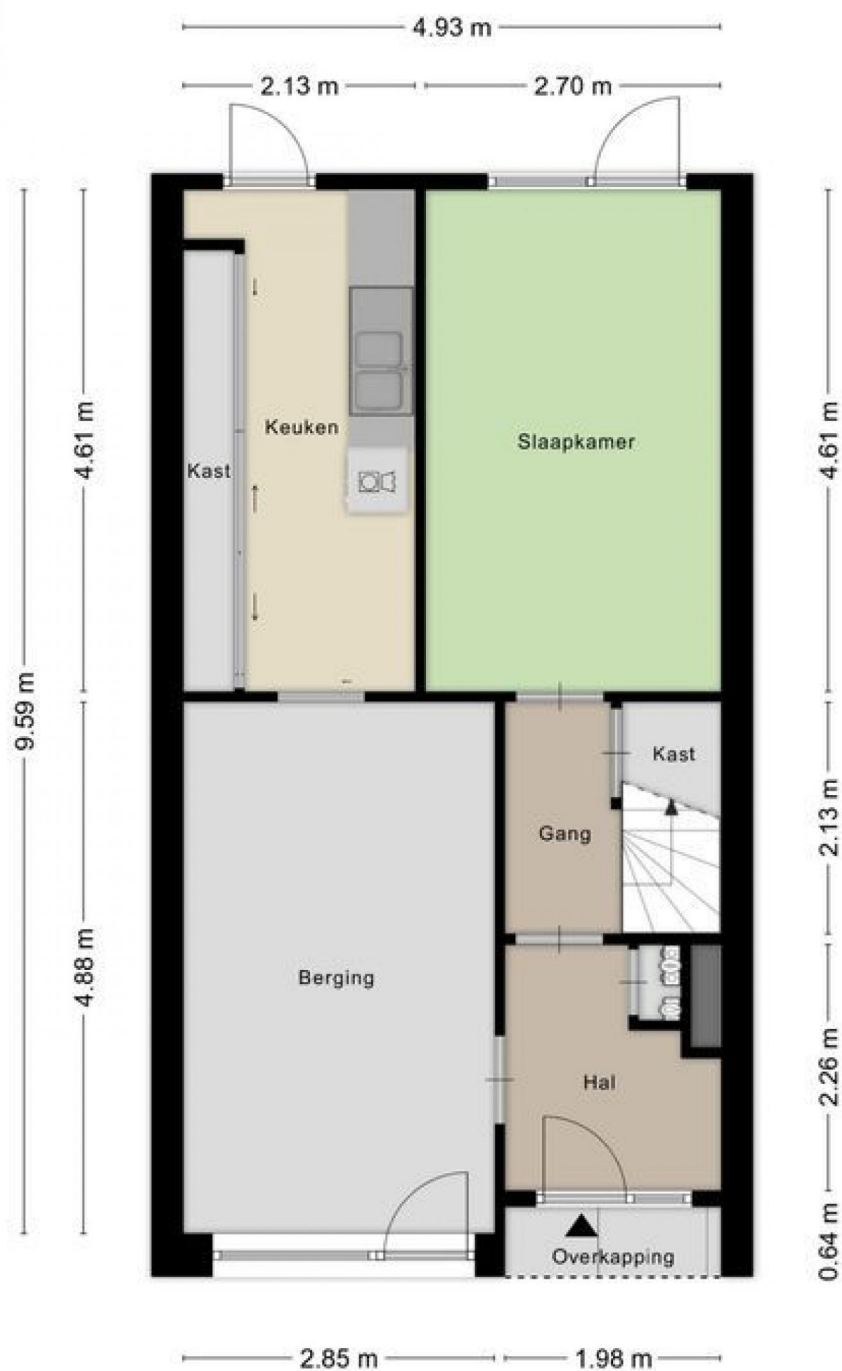 4.93 m
2.13 m
2.70 m
4.61 m
4.61 m
Keuken
Slaapkamer
Kast
9.59 m
Kast
2.13 m
Gang
4.88 m
Berging
2.26 m
Hal
0.64 m
Overkapping
2.85 m
1.98 m